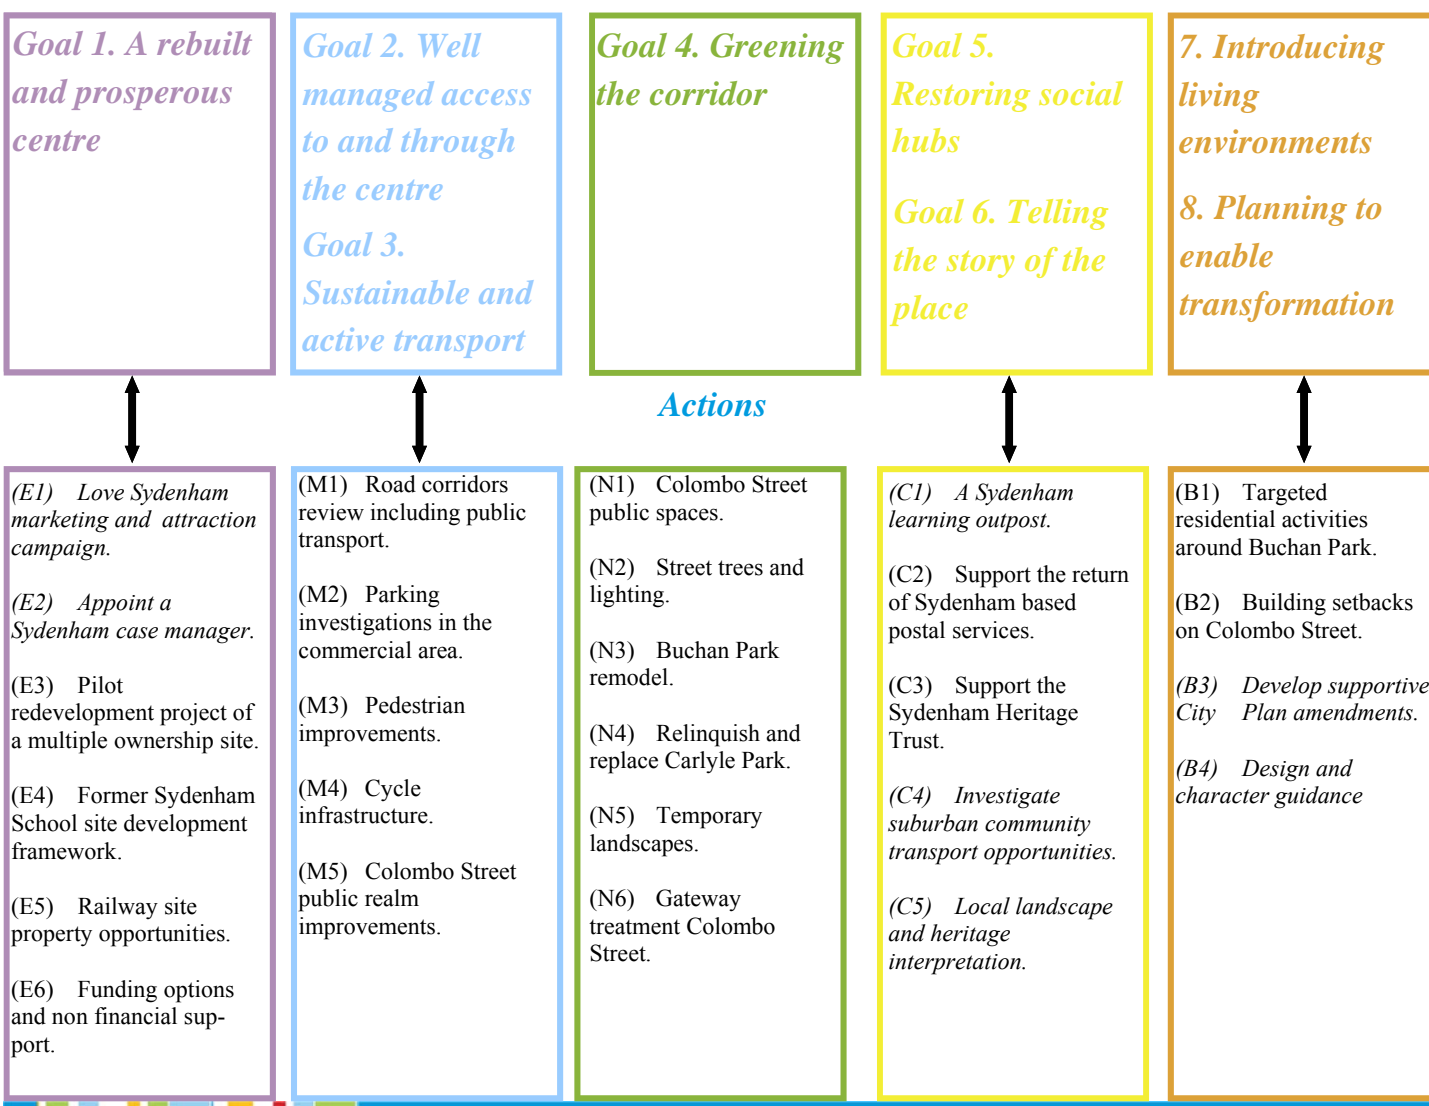 Goal 1. A rebuilt
and prosperous
centre
Goal 2. Well
managed access
to and through
the centre
Goal 3.
Sustainable and
active transport
Goal 4. Greening
the corridor
Goal 5.
Restoring social
hubs
Goal 6. Telling
the story of the
place
7. Introducing
living
environments
8. Planning to
enable
transformation
Actions
(E1) Love Sydenham
marketing and attraction
campaign.
(E2) Appoint a
Sydenham case manager.
(E3) Pilot
redevelopment project of
a multiple ownership site.
(E4) Former Sydenham
School site development
framework.
(E5) Railway site
property opportunities.
(E6) Funding options
and non financial sup-
port.
(M1) Road corridors
review including public
transport.
(M2) Parking
investigations in the
commercial area.
(M3) Pedestrian
improvements.
(M4) Cycle
infrastructure.
(M5) Colombo Street
public realm
improvements.
(N1) Colombo Street
public spaces.
(N2) Street trees and
lighting.
(N3) Buchan Park
remodel.
(N4) Relinquish and
replace Carlyle Park.
(N5) Temporary
landscapes.
(N6) Gateway
treatment Colombo
Street.
(C1) A Sydenham
learning outpost.
(C2) Support the return
of Sydenham based
postal services.
(C3) Support the
Sydenham Heritage
Trust.
(C4) Investigate
suburban community
transport opportunities.
(C5) Local landscape
and heritage
interpretation.
(B1) Targeted
residential activities
around Buchan Park.
(B2) Building setbacks
on Colombo Street.
(B3) Develop supportive
City Plan amendments.
(B4) Design and
character guidance